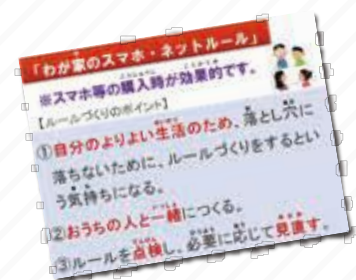 「わが家のスマホ・ネットルール」
※スマホ等の購入時が効果的です。
【ルールづくりのポイント】
①自分のよりよい生活のため、落とし穴に
落ちないために、ルールづくりをするとい
う気持ちになる。
②おうちの人と一緒につくる。
③ルールを点検し、必要に応じて見直す。